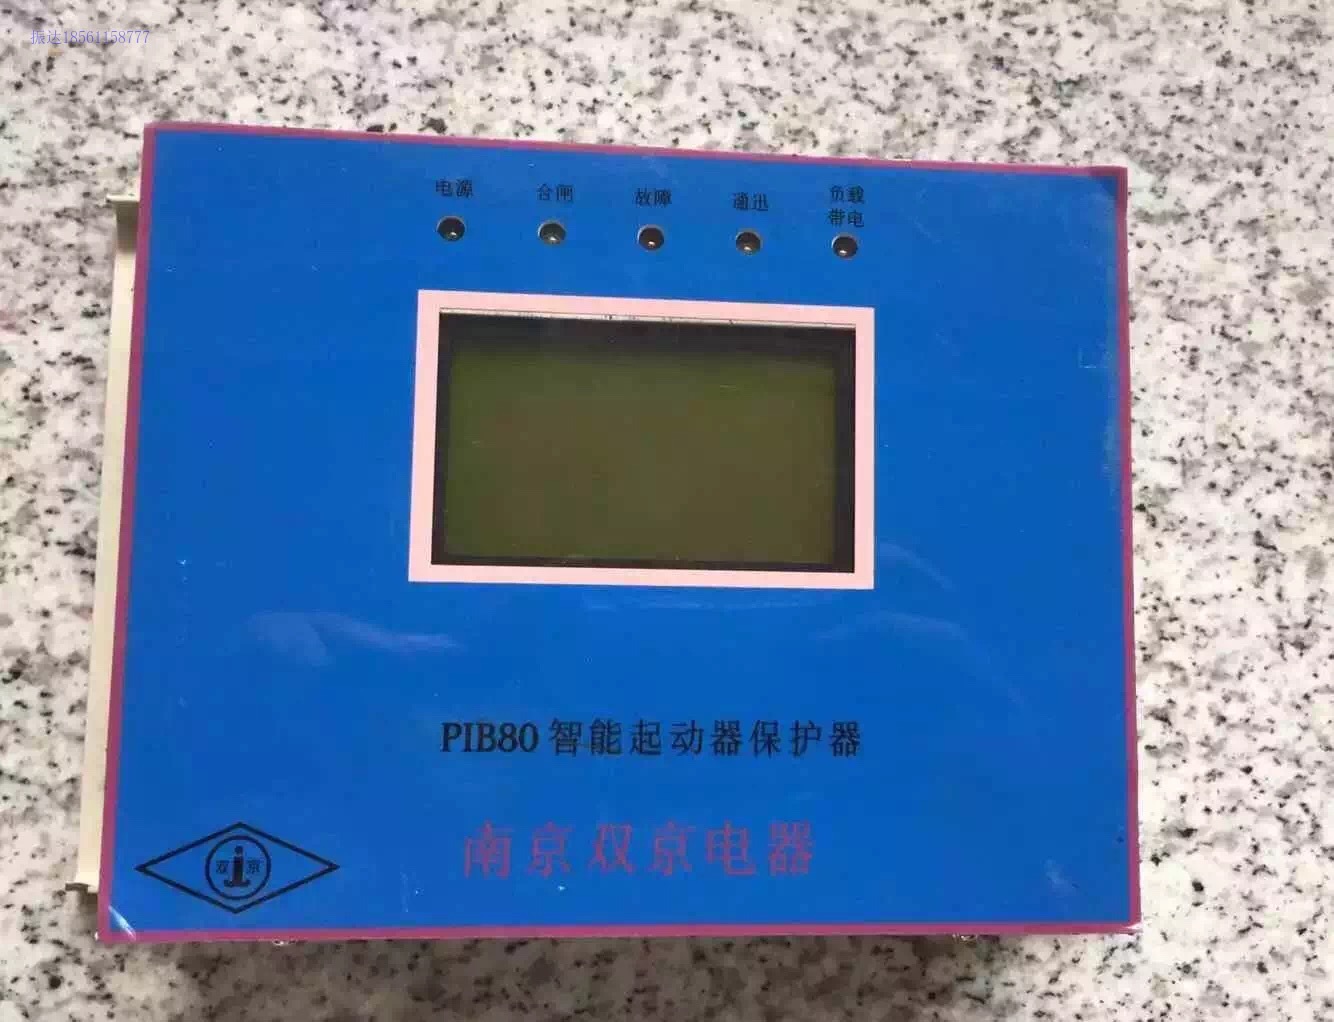 振达18561158777
电源 合闸 故障 通迅 负载
带电
PIB80 智能起动器保护器
南京双京电器
双 京